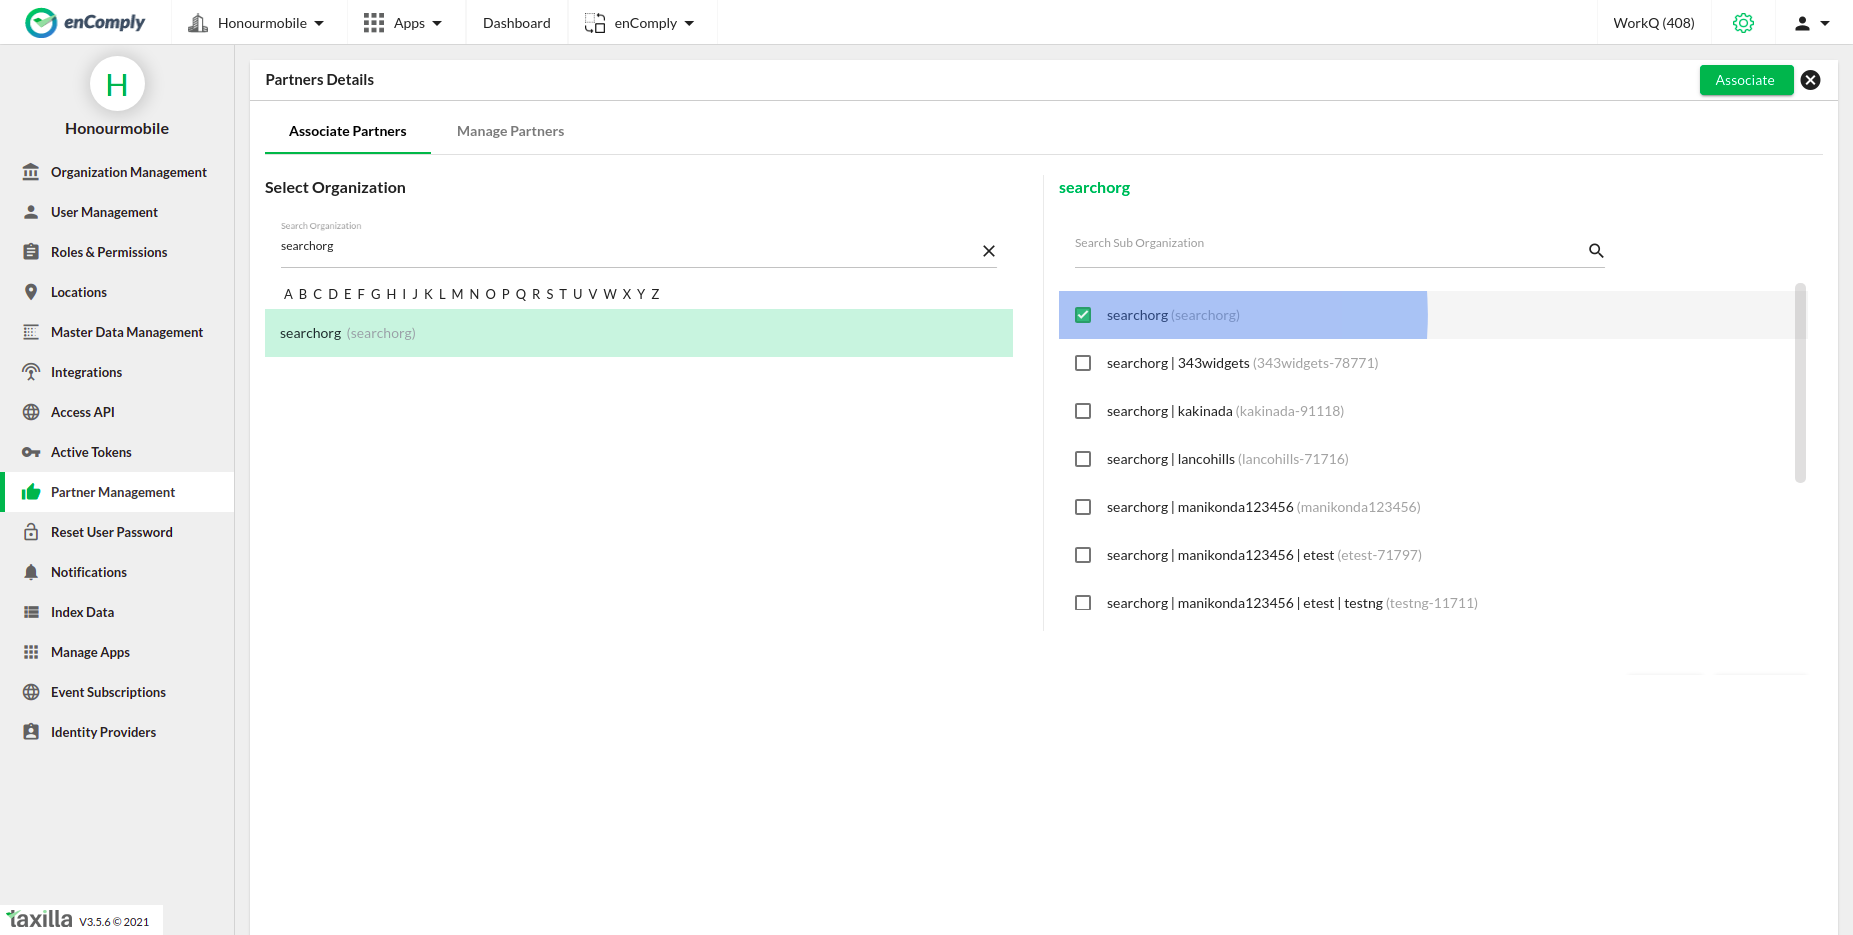 enComply
Honourmobile
Apps
Dashboard
enComply
WorkQ (408)
H
Honourmobile
Organization Management
User Management
Roles & Permissions
Locations
Master Data Management
Integrations
Access API
Active Tokens
Partner Management
Reset User Password
Notifications
Index Data
Manage Apps
Event Subscriptions
Identity Providers
taxilla V3.5.6 © 2021
Partners Details
Associate
Associate Partners
Manage Partners
Select Organization
Search Organization
searchorg
A B C D E F G H I J K L M N O P Q R S T U V W X Y Z
searchorg (searchorg)
searchorg
Search Sub Organization
searchorg (searchorg)
searchorg | 343widgets (343widgets-78771)
searchorg | kakinada (kakinada-91118)
searchorg | lancohills (lancohills-71716)
searchorg | manikonda123456 (manikonda123456)
searchorg | manikonda123456 | etest (etest-71797)
searchorg | manikonda123456 | etest | testng (testng-11711)